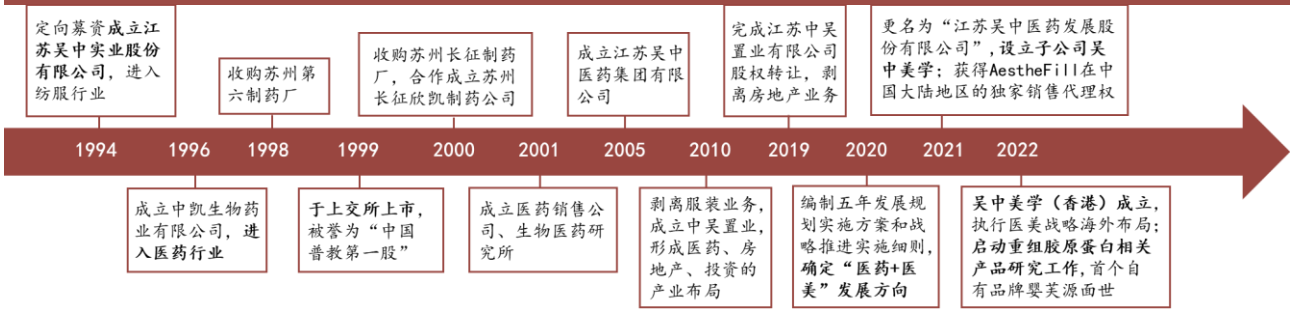 定向募资成立江
苏吴中实业股份
有限公司，进入
纺服行业
收购苏州第
六制药厂
收购苏州长征制药
厂，合作成立苏州
长征欣凯制药公司
成立江苏吴中
医药集团有限
公司
完成江苏中吴
置业有限公司
股权转让，剥
离房地产业务
更名为“江苏吴中医药发展股
份有限公司”，设立子公司吴
中美学；获得AestheFill在中
国大陆地区的独家销售代理权
1994 1996 1998 1999 2000 2001 2005 2010 2019 2020 2021 2022
成立中凯生物药
业有限公司，进
入医药行业
于上交所上市，
被誉为“中国
普教第一股”
成立医药销售公
司、生物医药研
究所
剥离服装业务，
成立中吴置业，
形成医药、房
地产、投资的
产业布局
编制五年发展规
划实施方案和战
略推进实施细则，
确定“医药+医
美”发展方向
吴中美学（香港）成立，
执行医美战略海外布局；
启动重组胶原蛋白相关
产品研究工作，首个自
有品牌婴芙源面世